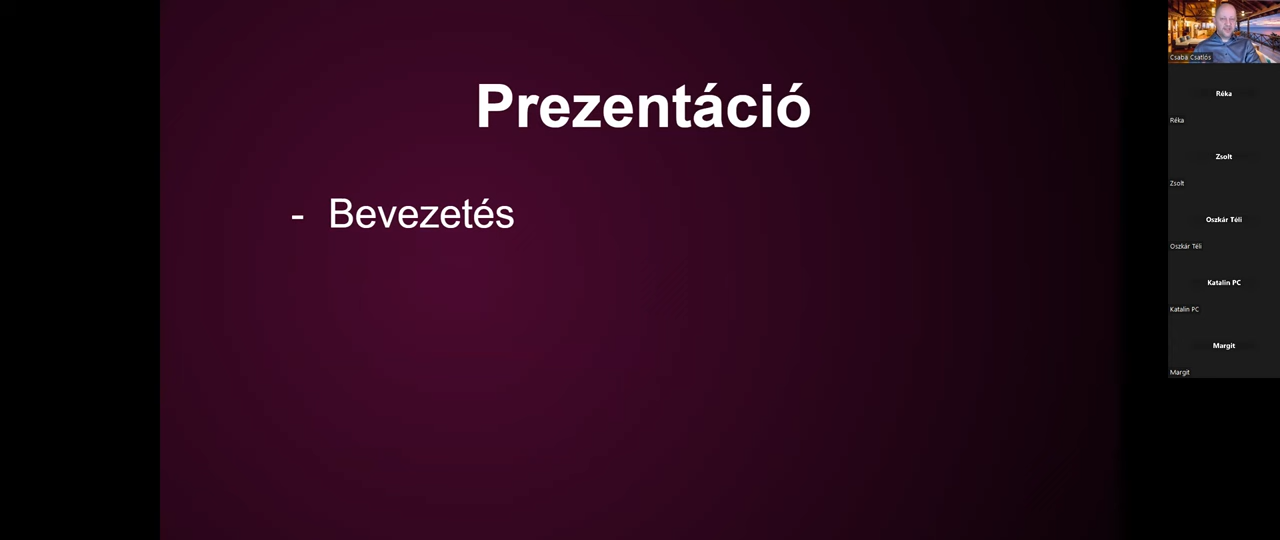 Prezentáció
- Bevezetés
Csaba Csatlós
Réka
Réka
Zsolt
Zsolt
Oszkár Téli
Oszkár Téli
Katalin PC
Katalin PC
Margit
Margit